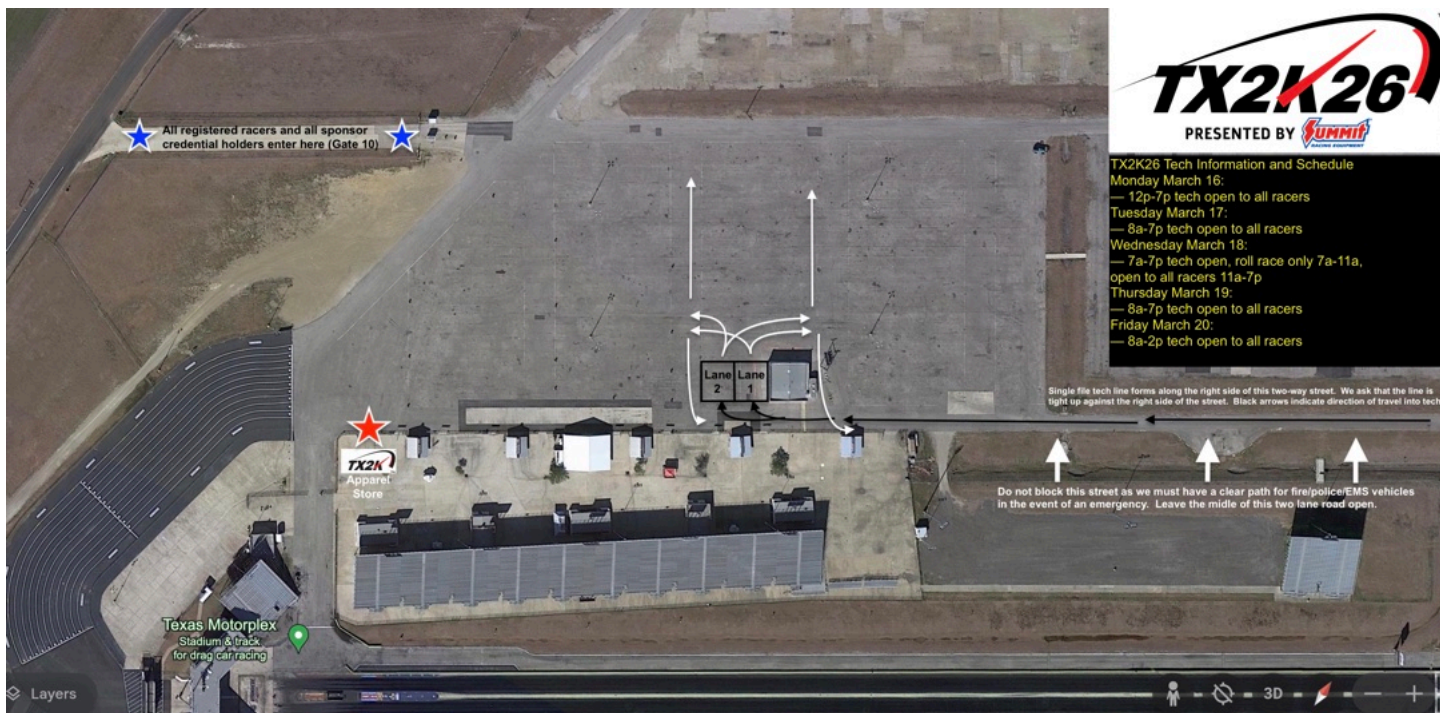 TX2K26
PRESENTED BY Summit
RACING EQUIPMENT
TX2K26 Tech Information and Schedule
Monday March 16:
— 12p-7p tech open to all racers
Tuesday March 17:
— 8a-7p tech open to all racers
Wednesday March 18:
— 7a-7p tech open, roll race only 7a-11a,
open to all racers 11a-7p
Thursday March 19:
— 8a-7p tech open to all racers
Friday March 20:
— 8a-2p tech open to all racers
All registered racers and all sponsor
credential holders enter here (Gate 10)
Lane
2
Lane
1
Single file tech line forms along the right side of this two-way street. We ask that the line is
tight up against the right side of the street. Black arrows indicate direction of travel into tech
TX2K
Apparel
Store
Do not block this street as we must have a clear path for fire/police/EMS vehicles
in the event of an emergency. Leave the midle of this two lane road open.
Texas Motorplex
Stadium & track
for drag car racing
Layers
3D